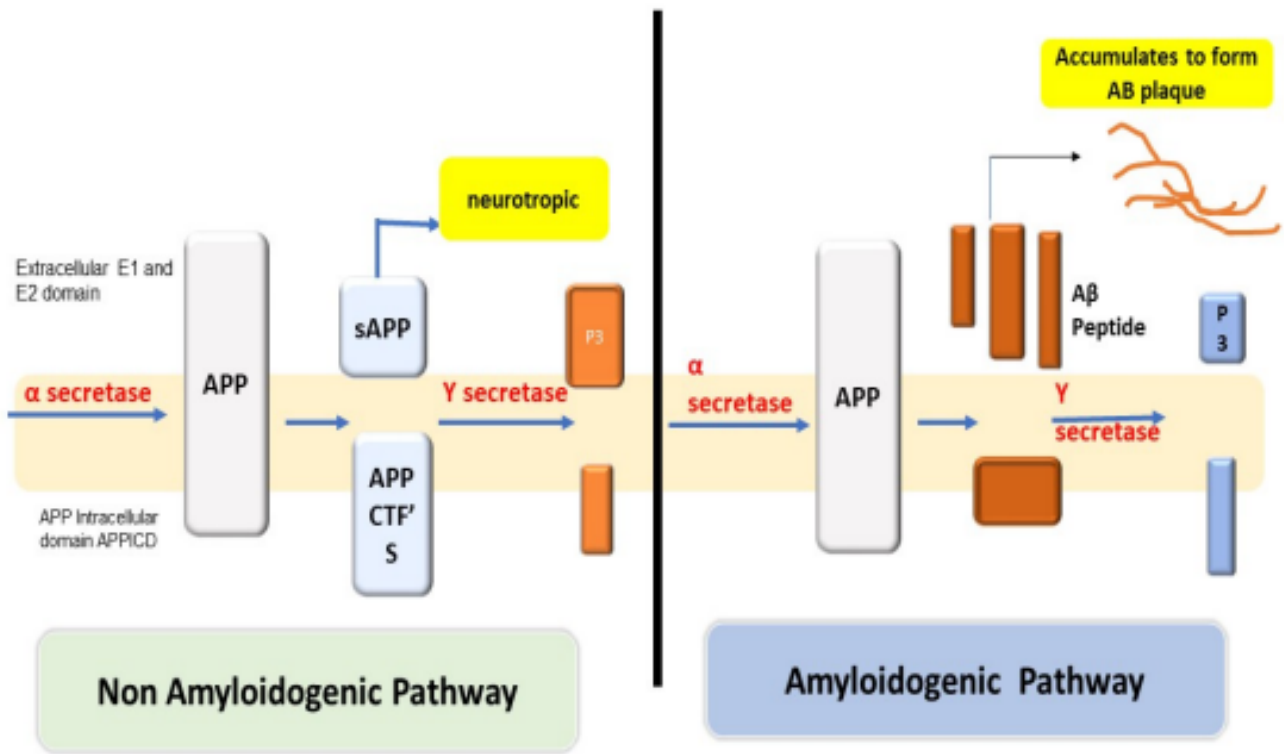 Accumulates to form
AB plaque
neurotropic
Extracellular E1 and
E2 domain
sAPP
P3
APP
α secretase
Y secretase
APP
CTF'
S
APP Intracellular
domain APPICD
Non Amyloidogenic Pathway
Aβ
Peptide
P
3
α
secretase
APP
Y
secretase
Amyloidogenic Pathway